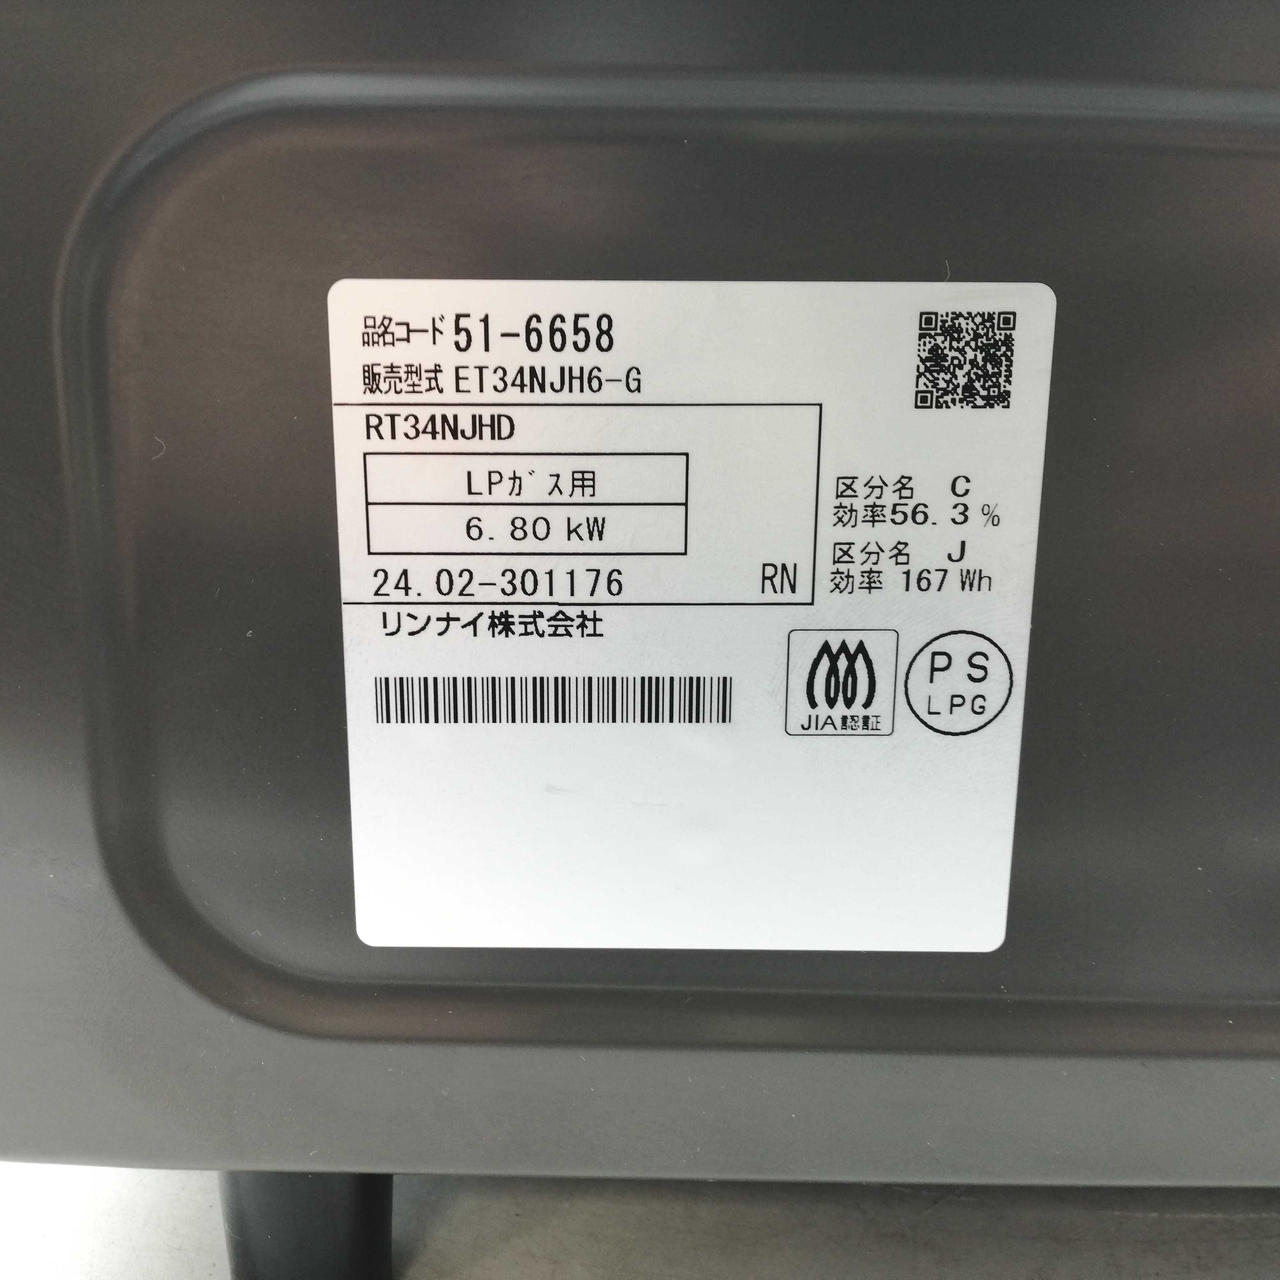 品名コード 51-6658
販売型式 ET34NJH6-G
RT34NJHD
LPガス用
6.80 kW
24.02-301176 RN
リンナイ株式会社
区分名 C
効率56.3 %
区分名 J
効率 167 Wh
JIA認証
PS
LPG